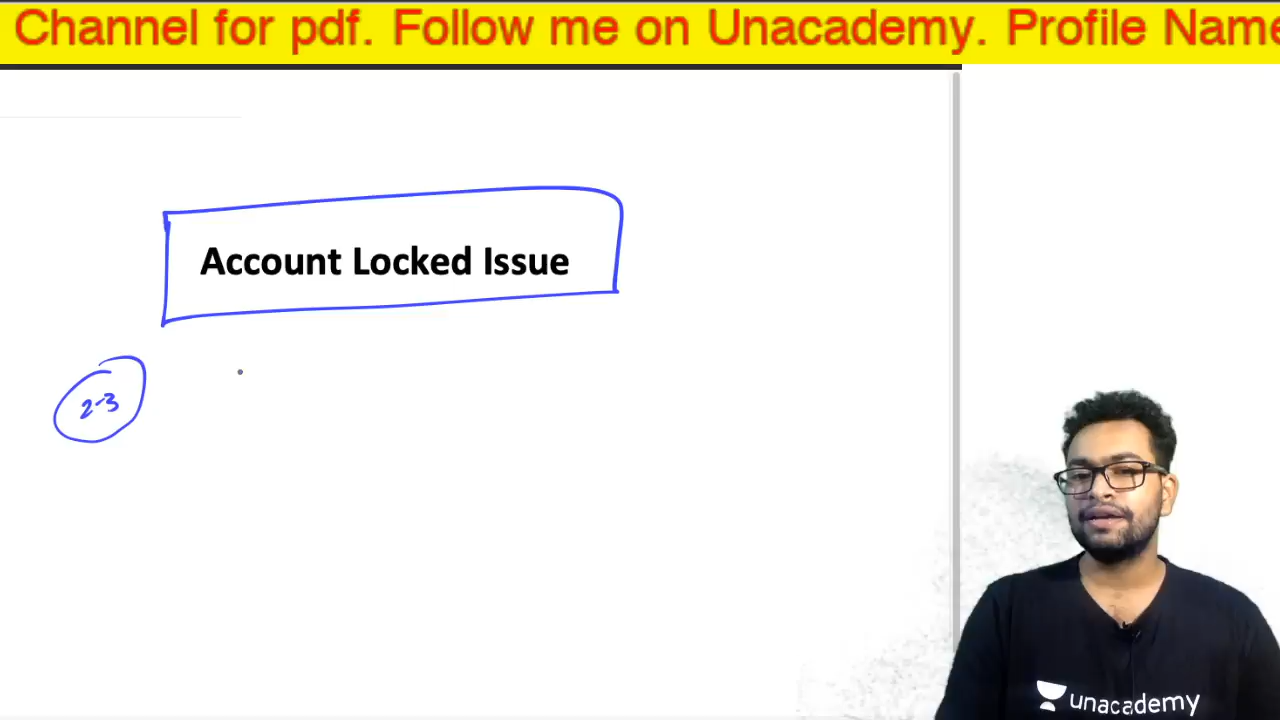 Channel for pdf. Follow me on Unacademy. Profile Name
Account Locked Issue
2-3
unacademy